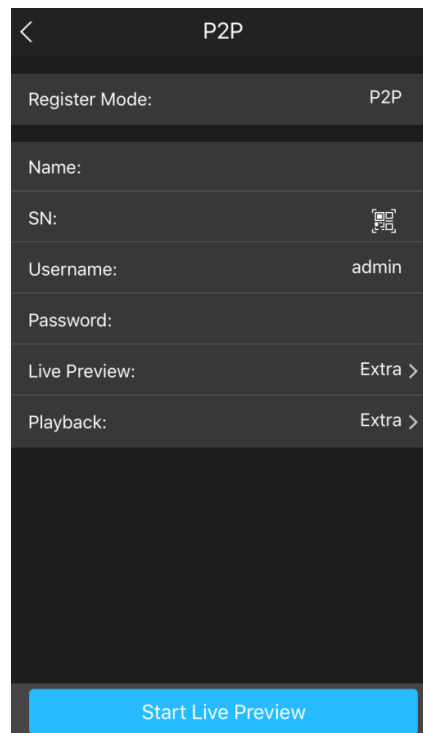 P2P
Register Mode: P2P
Name:
SN:
Username: admin
Password:
Live Preview: Extra
Playback: Extra
Start Live Preview